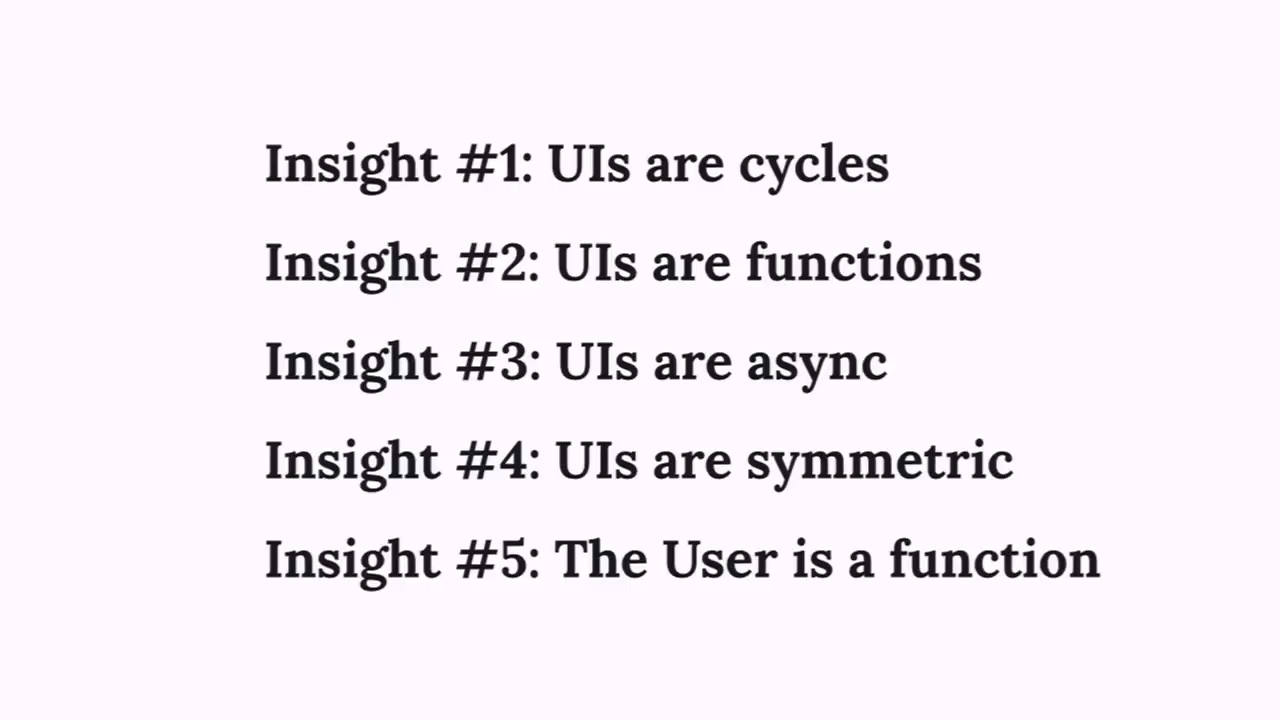 Insight #1: UIs are cycles
Insight #2: UIs are functions
Insight #3: UIs are async
Insight #4: UIs are symmetric
Insight #5: The User is a function